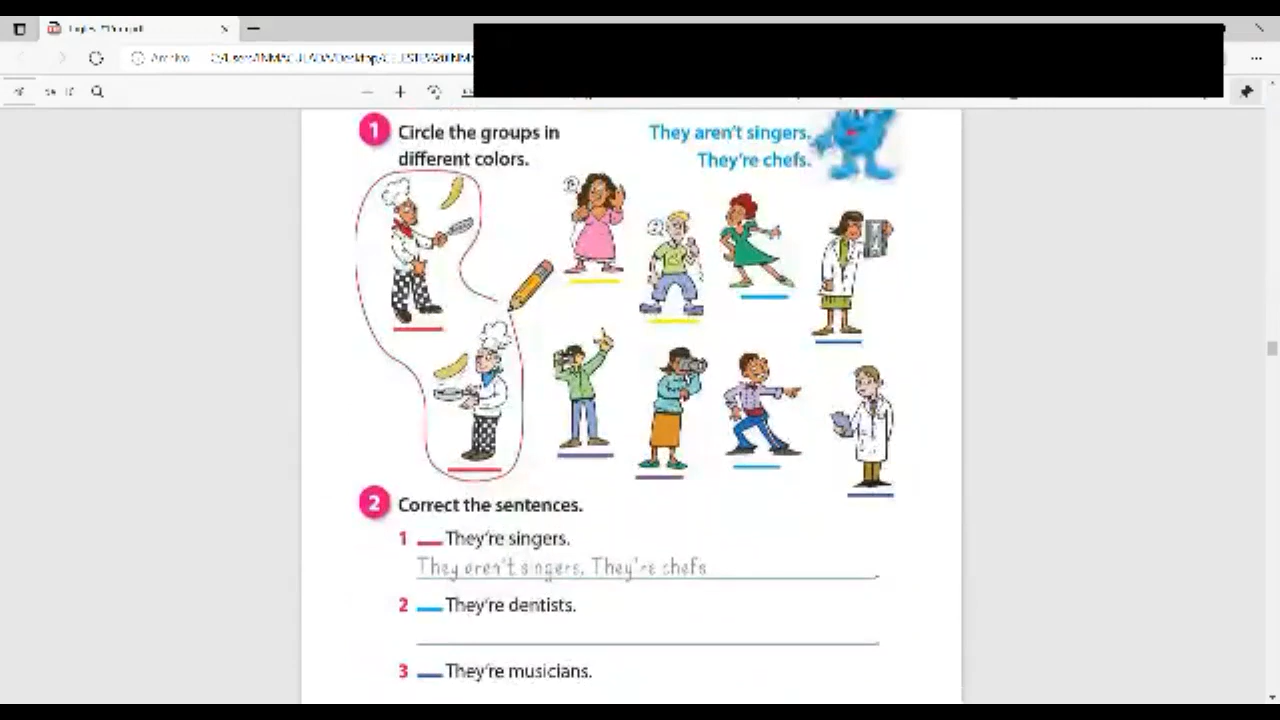 1 Circle the groups in
different colors.
They aren't singers.
They're chefs.
2 Correct the sentences.
1 They're singers.
They aren't singers. They're chefs
2 They're dentists.
3 They're musicians.